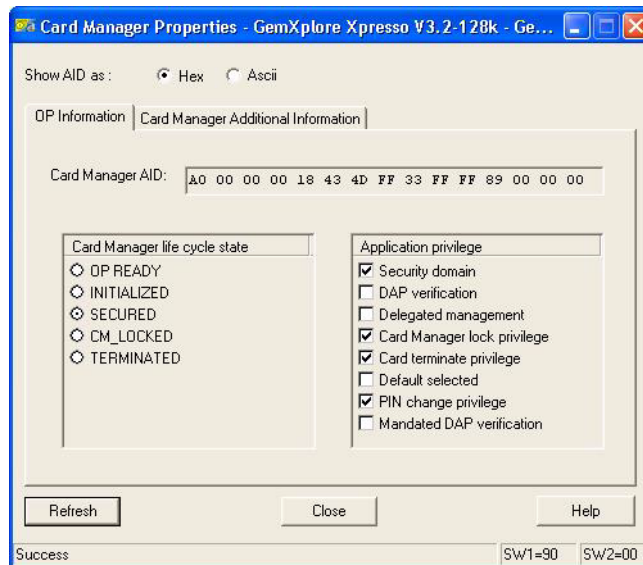 Card Manager Properties - GemXplore Xpresso V3.2-128k - Ge...
Show AID as : Hex Ascii
OP Information Card Manager Additional Information
Card Manager AID: A0 00 00 00 18 43 4D FF 33 FF FF 89 00 00 00
Card Manager life cycle state
OP READY
INITIALIZED
SECURED
CM_LOCKED
TERMINATED
Application privilege
Security domain
DAP verification
Delegated management
Card Manager lock privilege
Card terminate privilege
Default selected
PIN change privilege
Mandated DAP verification
Refresh Close Help
Success SW1=90 SW2=00